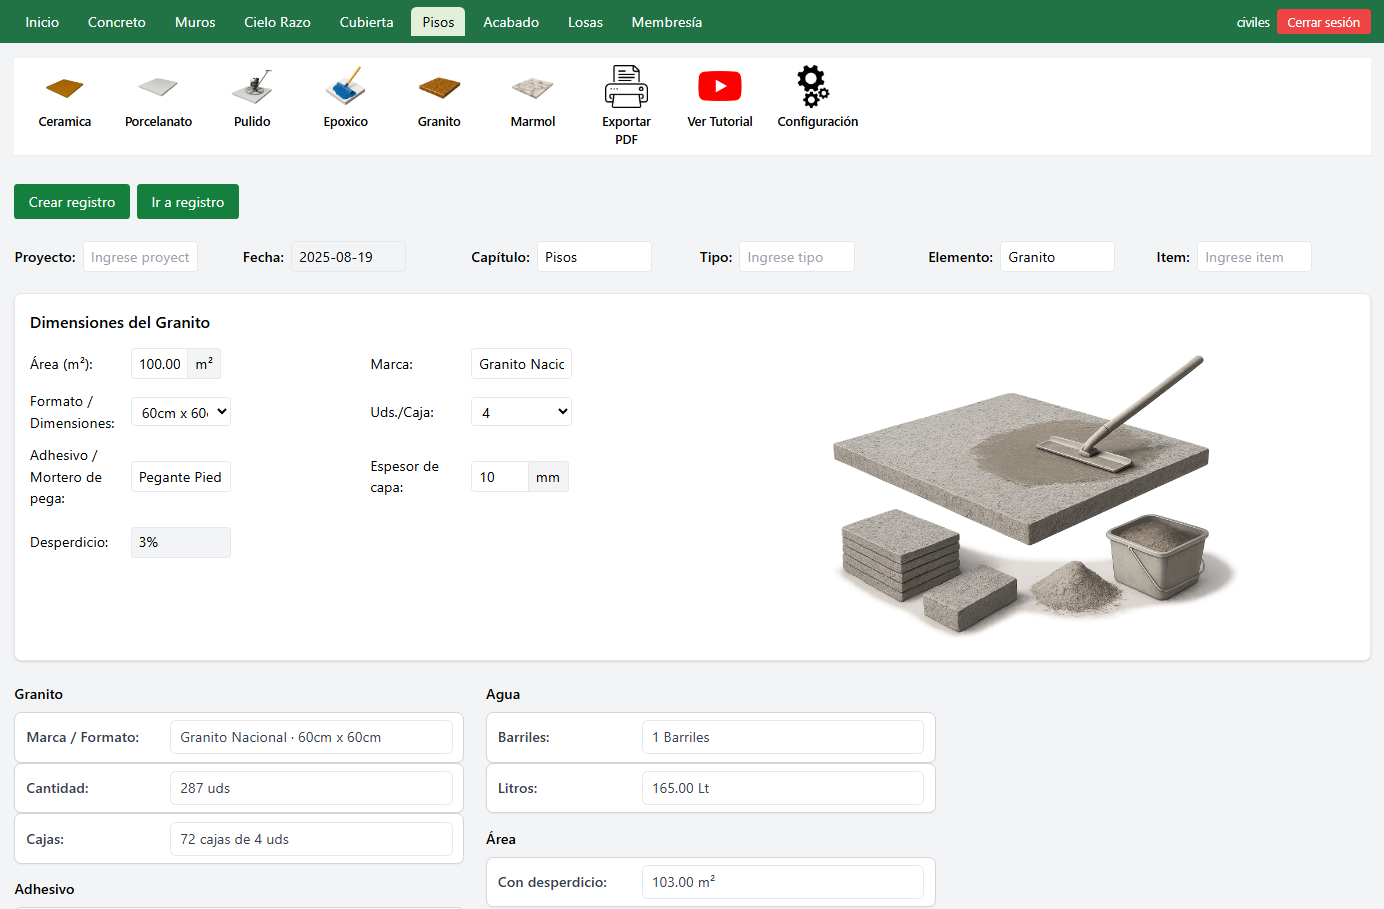 Inicio Concreto Muros Cielo Razo Cubierta Pisos Acabado Losas Membresía civiles Cerrar sesión
Ceramica Porcelanato Pulido Epoxico Granito Marmol Exportar PDF Ver Tutorial Configuración
Crear registro Ir a registro
Proyecto: Ingrese proyect Fecha: 2025-08-19 Capítulo: Pisos Tipo: Ingrese tipo Elemento: Granito Item: Ingrese item
Dimensiones del Granito
Área (m²): 100.00 m² Marca: Granito Nacic
Formato / Dimensiones: 60cm x 60 Uds./Caja: 4
Adhesivo / Mortero de pega: Pegante Pied Espesor de capa: 10 mm
Desperdicio: 3%
Granito
Marca / Formato: Granito Nacional · 60cm x 60cm
Cantidad: 287 uds
Cajas: 72 cajas de 4 uds
Adhesivo
Agua
Barriles: 1 Barriles
Litros: 165.00 Lt
Área
Con desperdicio: 103.00 m²